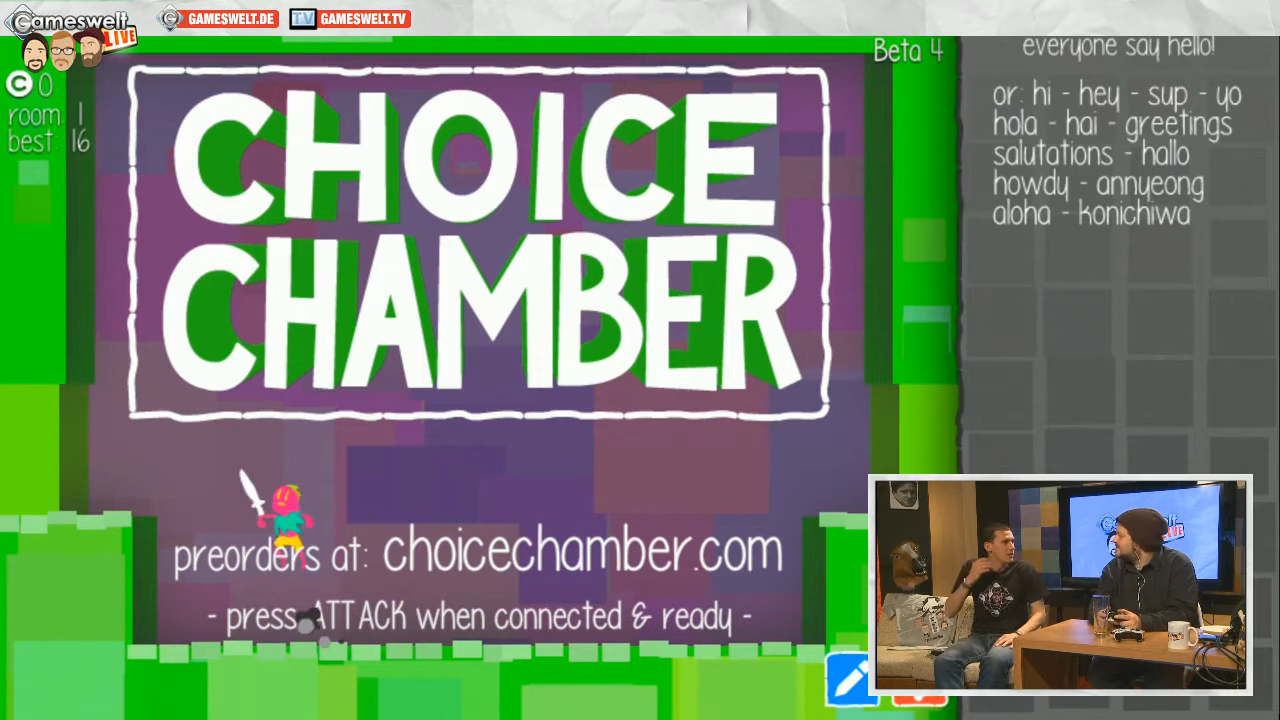 Gameswelt
LIVE
GAMESWELT.DE
TV GAMESWELT.TV
Beta 4
0
room 1
best: 16
CHOICE
CHAMBER
preorders at: choicechamber.com
- press ATTACK when connected & ready -
everyone say hello!
or: hi - hey - sup - yo
hola - hai - greetings
salutations - hallo
howdy - annyeong
aloha - konichiwa
LIVE